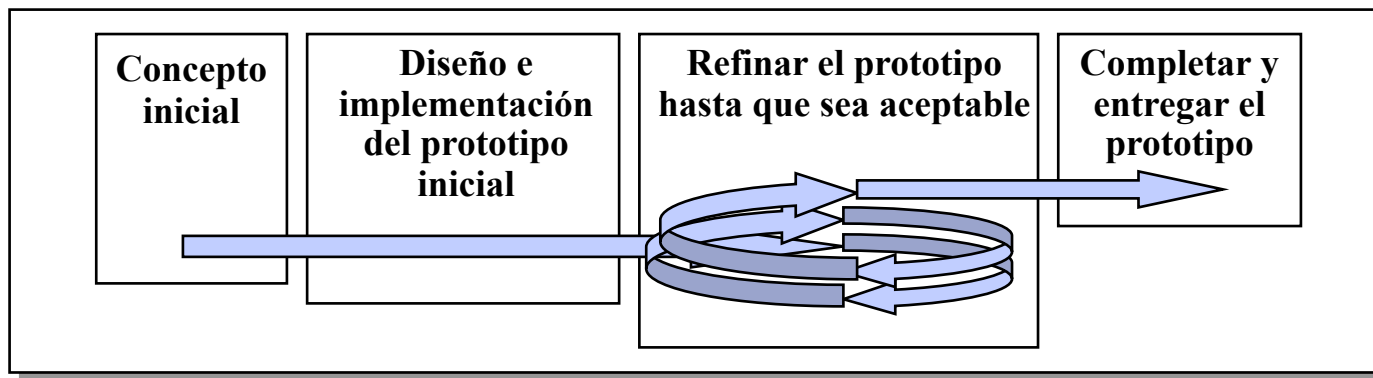 Concepto
inicial
Diseño e
implementación
del prototipo
inicial
Refinar el prototipo
hasta que sea aceptable
Completar y
entregar el
prototipo